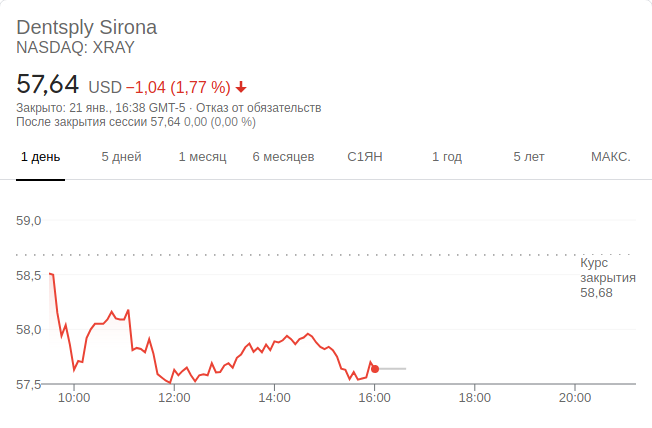 Dentsply Sirona
NASDAQ: XRAY
57,64 USD −1,04 (1,77 %)
Закрыто: 21 янв., 16:38 GMT-5 · Отказ от обязательств
После закрытия сессии 57,64 0,00 (0,00 %)
1 день 5 дней 1 месяц 6 месяцев С1ЯН 1 год 5 лет МАКС.
59,0
Курс
закрытия
58,68
58,5
58,0
57,5
10:00 12:00 14:00 16:00 18:00 20:00